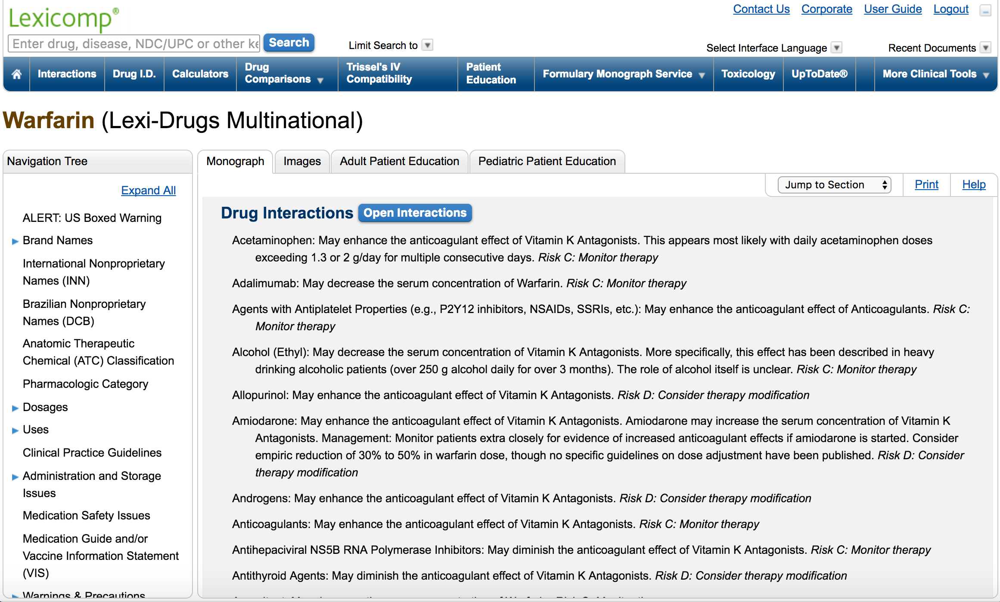 Lexicomp®
Contact Us Corporate User Guide Logout
Enter drug, disease, NDC/UPC or other ke
Search
Limit Search to
Select Interface Language
Recent Documents
Interactions
Drug I.D.
Calculators
Drug
Comparisons
Trissel's IV
Compatibility
Patient
Education
Formulary Monograph Service
Toxicology
UpToDate®
More Clinical Tools
Warfarin (Lexi-Drugs Multinational)
Navigation Tree
Expand All
ALERT: US Boxed Warning
Brand Names
International Nonproprietary
Names (INN)
Brazilian Nonproprietary
Names (DCB)
Anatomic Therapeutic
Chemical (ATC) Classification
Pharmacologic Category
Dosages
Uses
Clinical Practice Guidelines
Administration and Storage
Issues
Medication Safety Issues
Medication Guide and/or
Vaccine Information Statement
(VIS)
Warnings & Precautions
Monograph
Images
Adult Patient Education
Pediatric Patient Education
Jump to Section
Print
Help
Drug Interactions Open Interactions
Acetaminophen: May enhance the anticoagulant effect of Vitamin K Antagonists. This appears most likely with daily acetaminophen doses
exceeding 1.3 or 2 g/day for multiple consecutive days. Risk C: Monitor therapy
Adalimumab: May decrease the serum concentration of Warfarin. Risk C: Monitor therapy
Agents with Antiplatelet Properties (e.g., P2Y12 inhibitors, NSAIDs, SSRIs, etc.): May enhance the anticoagulant effect of Anticoagulants. Risk C:
Monitor therapy
Alcohol (Ethyl): May decrease the serum concentration of Vitamin K Antagonists. More specifically, this effect has been described in heavy
drinking alcoholic patients (over 250 g alcohol daily for over 3 months). The role of alcohol itself is unclear. Risk C: Monitor therapy
Allopurinol: May enhance the anticoagulant effect of Vitamin K Antagonists. Risk D: Consider therapy modification
Amiodarone: May enhance the anticoagulant effect of Vitamin K Antagonists. Amiodarone may increase the serum concentration of Vitamin K
Antagonists. Management: Monitor patients extra closely for evidence of increased anticoagulant effects if amiodarone is started. Consider
empiric reduction of 30% to 50% in warfarin dose, though no specific guidelines on dose adjustment have been published. Risk D: Consider
therapy modification
Androgens: May enhance the anticoagulant effect of Vitamin K Antagonists. Risk D: Consider therapy modification
Anticoagulants: May enhance the anticoagulant effect of Vitamin K Antagonists. Risk C: Monitor therapy
Antihepaciviral NS5B RNA Polymerase Inhibitors: May diminish the anticoagulant effect of Vitamin K Antagonists. Risk C: Monitor therapy
Antithyroid Agents: May diminish the anticoagulant effect of Vitamin K Antagonists. Risk D: Consider therapy modification